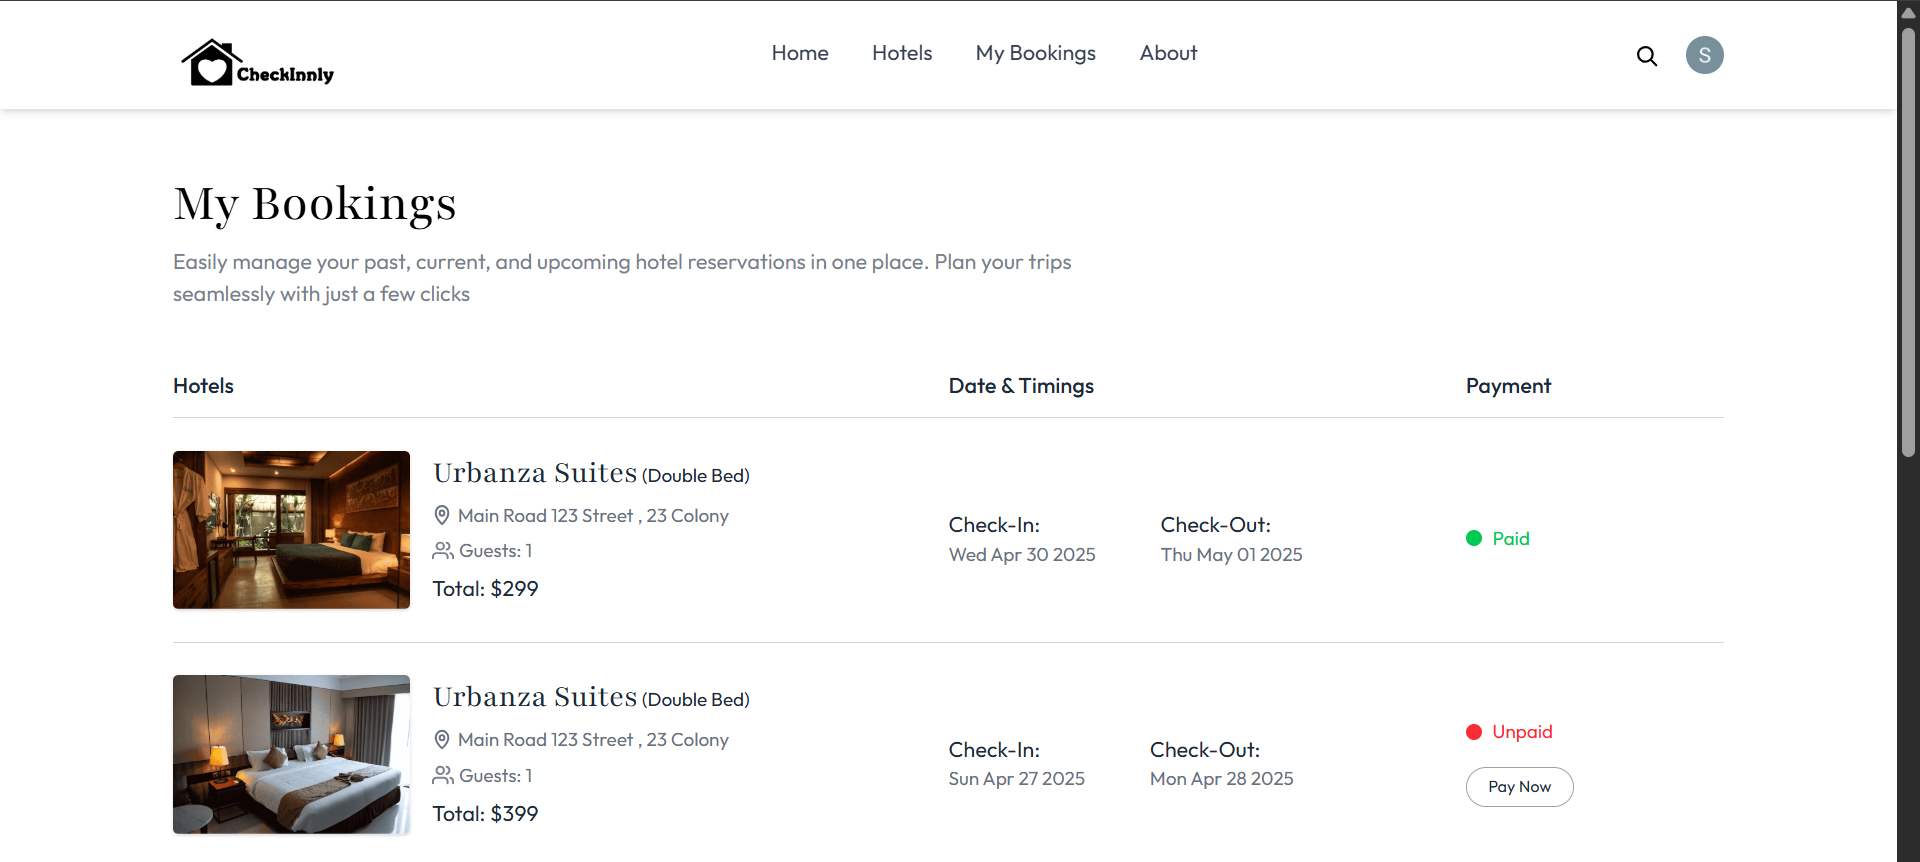 CheckInnly
Home
Hotels
My Bookings
About
S
My Bookings
Easily manage your past, current, and upcoming hotel reservations in one place. Plan your trips
seamlessly with just a few clicks
Hotels
Date & Timings
Payment
Urbanza Suites (Double Bed)
Main Road 123 Street , 23 Colony
Guests: 1
Total: $299
Check-In:
Wed Apr 30 2025
Check-Out:
Thu May 01 2025
Paid
Urbanza Suites (Double Bed)
Main Road 123 Street , 23 Colony
Guests: 1
Total: $399
Check-In:
Sun Apr 27 2025
Check-Out:
Mon Apr 28 2025
Unpaid
Pay Now